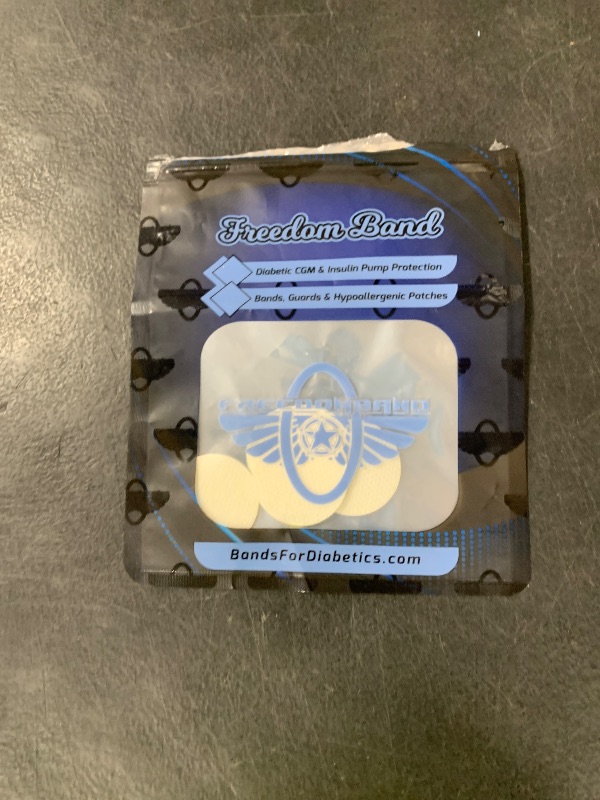 Freedom Band
Diabetic CGM & Insulin Pump Protection
Bands, Guards & Hypoallergenic Patches
BandsForDiabetics.com